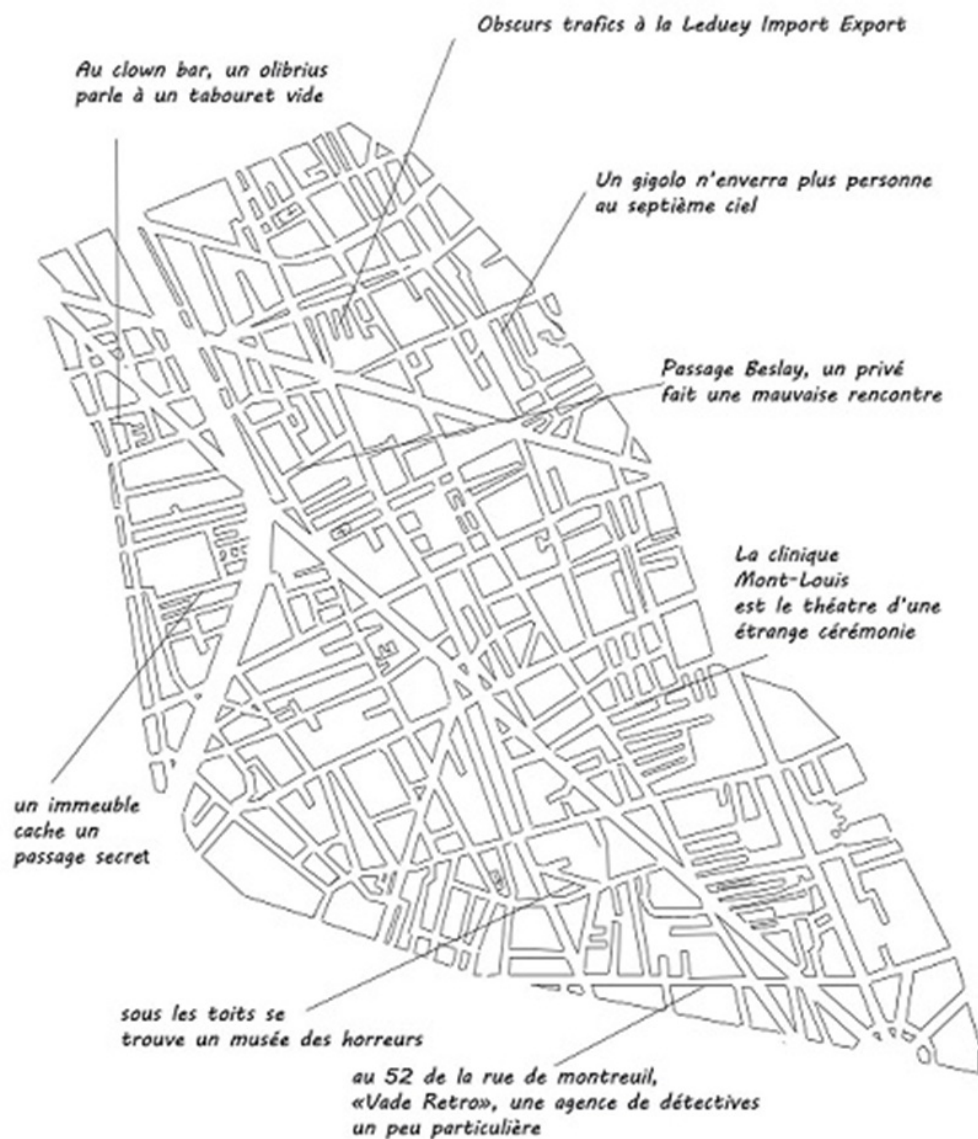 Obscurs trafics à la Leduey Import Export
Au clown bar, un olibrius
parle à un tabouret vide
Un gigolo n'enverra plus personne
au septième ciel
Passage Beslay, un privé
fait une mauvaise rencontre
La clinique
Mont-Louis
est le théatre d'une
étrange cérémonie
un immeuble
cache un
passage secret
sous les toits se
trouve un musée des horreurs
au 52 de la rue de montreuil,
«Vade Retro», une agence de détectives
un peu particulière